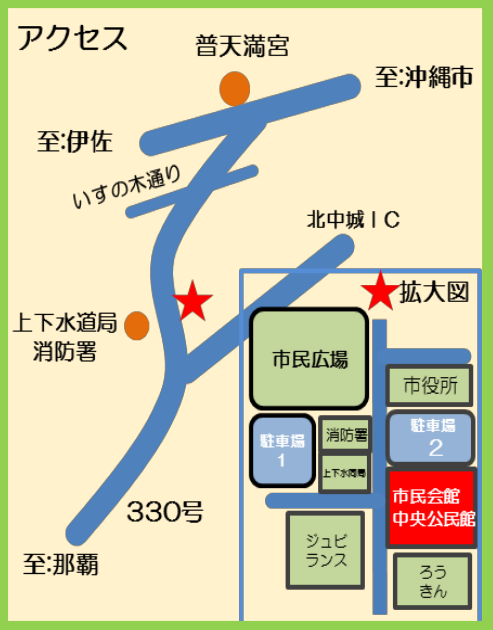 アクセス
普天満宮
至:沖縄市
至:伊佐
いすの木通り
北中城IC
拡大図
上下水道局
消防署
市民広場
市役所
駐車場
1
消防署
駐車場
2
上下水同局
市民会館
中央公民館
330号
ジュビ
ランス
至:那覇
ろう
きん